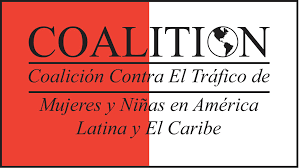 COALITION
Coalición Contra El Tráfico de
Mujeres y Niñas en América
Latina y El Caribe